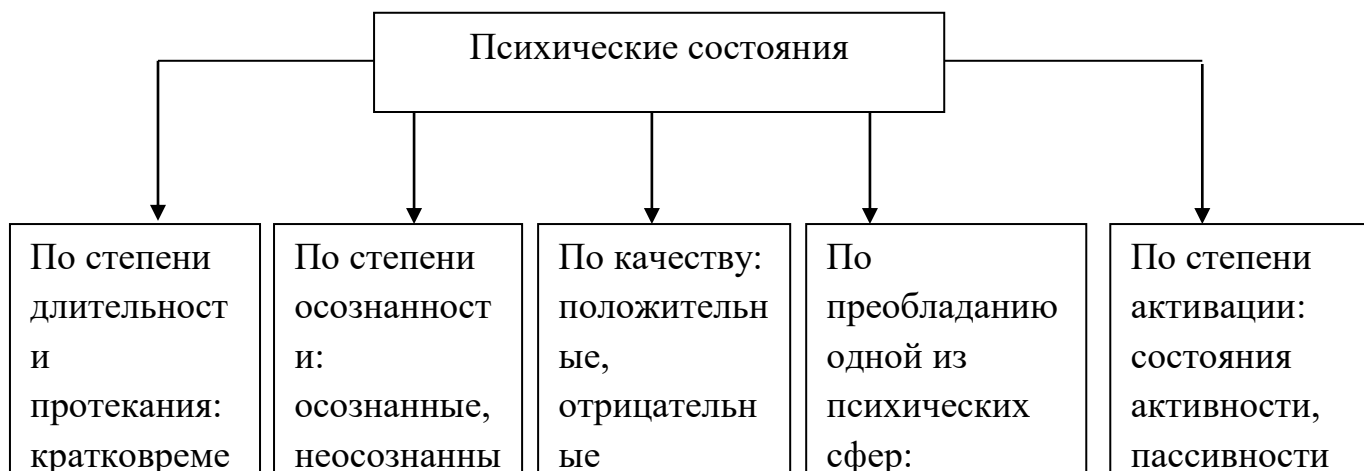 Психические состояния
По степени
длительност
и
протекания:
кратковреме
По степени
осознанност
и:
осознанные,
неосознанны
По качеству:
положительн
ые,
отрицательн
ые
По
преобладанию
одной из
психических
сфер:
По степени
активации:
состояния
активности,
пассивности